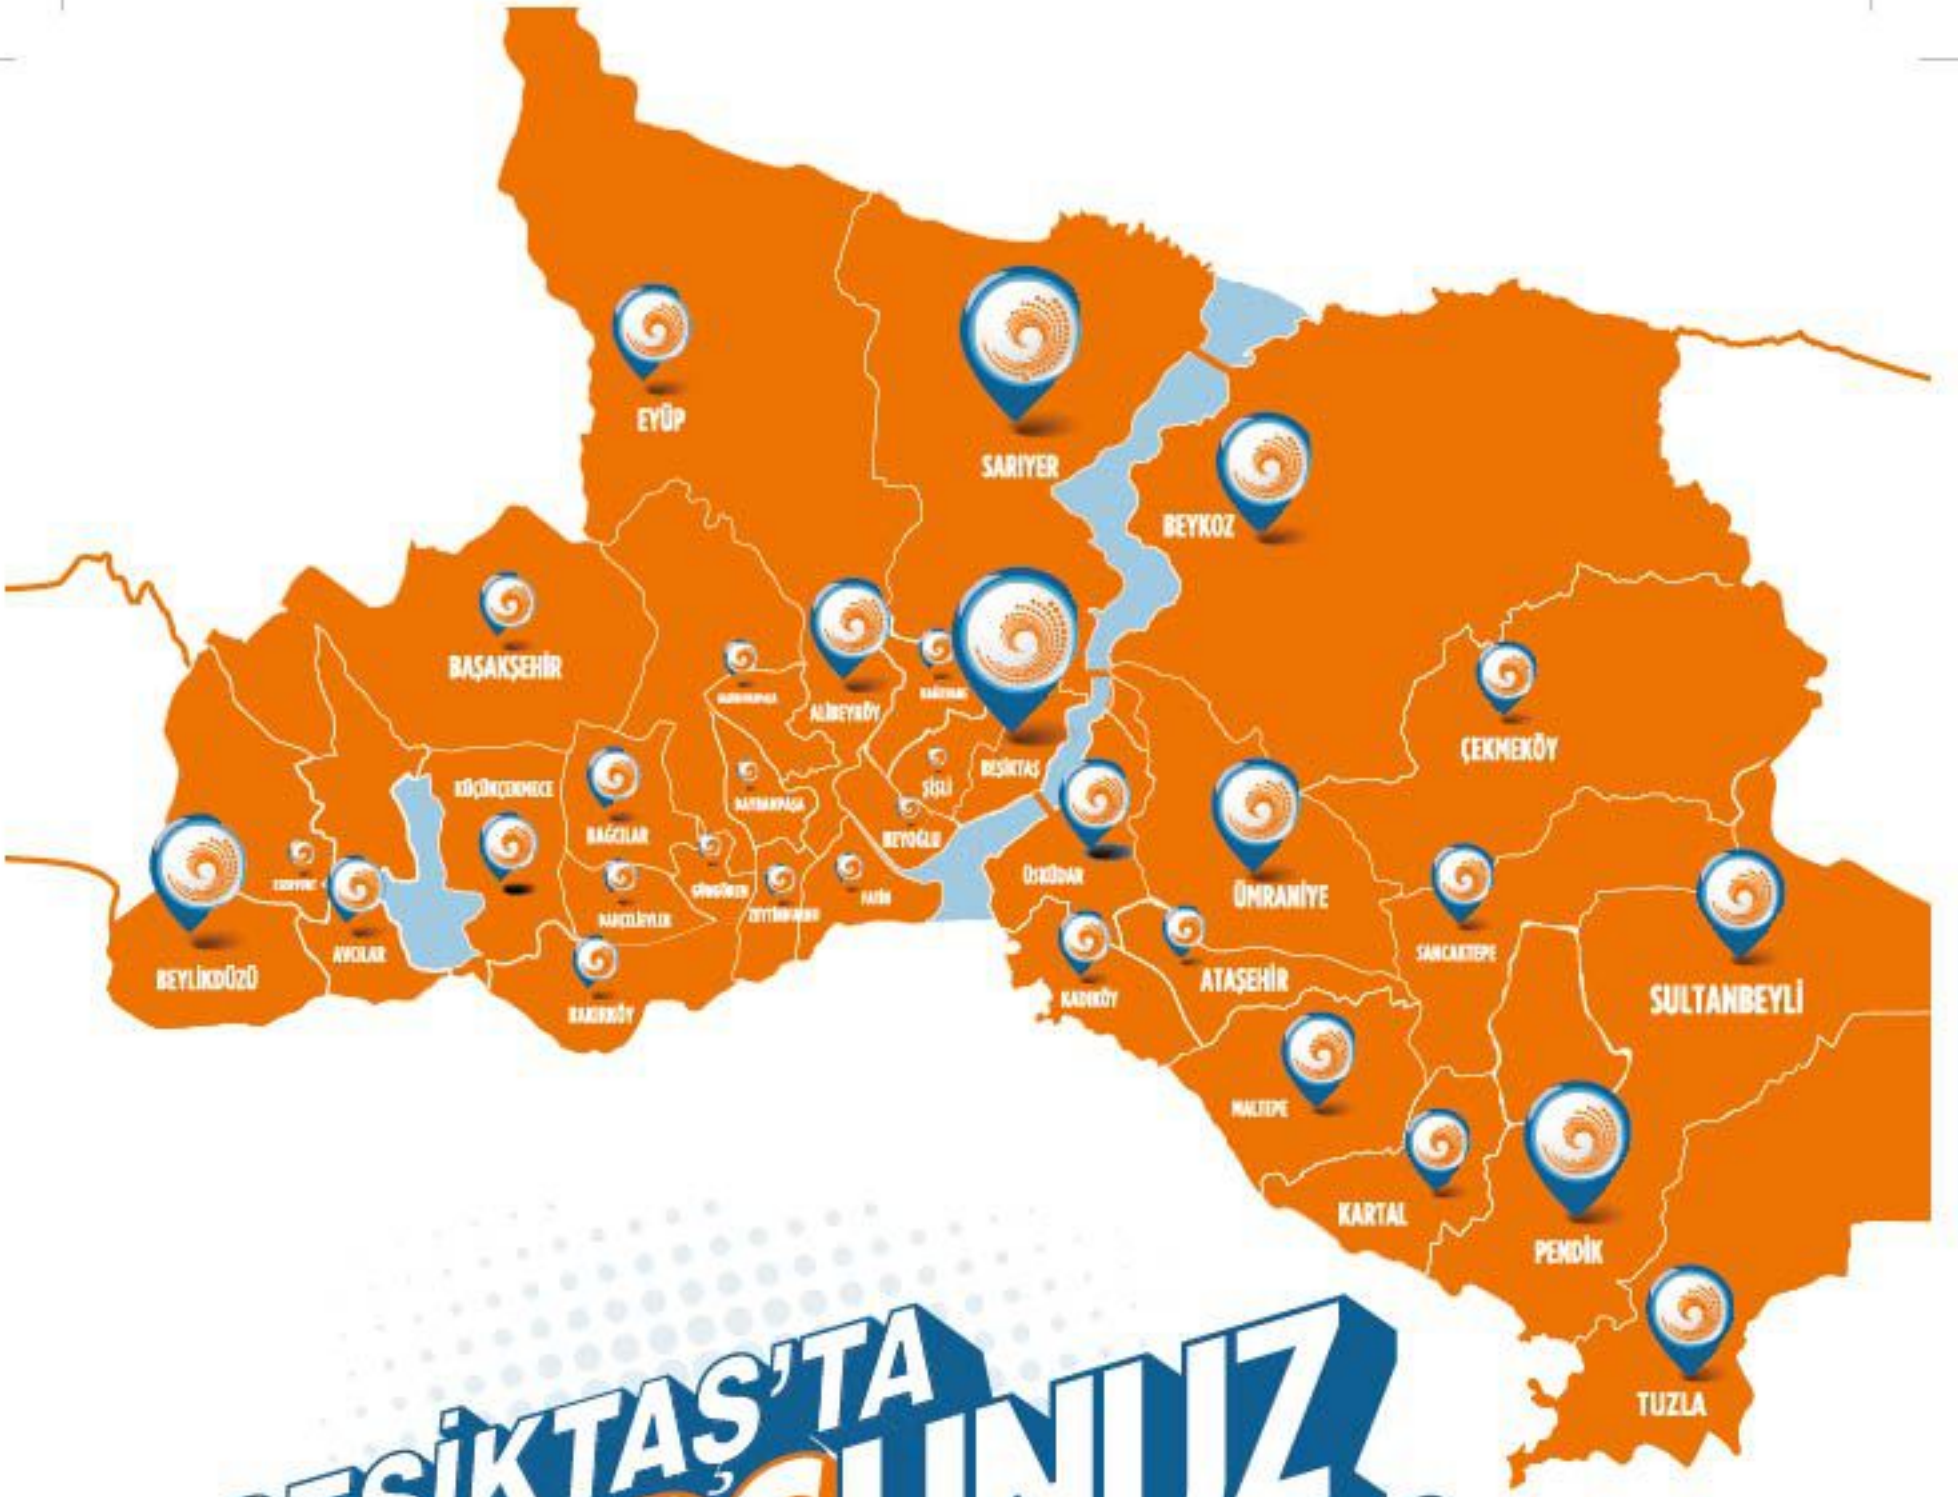 EYÜP
SARIYER
BEYKOZ
BAŞAKŞEHİR
ALİBEYKÖY
ÇEKMEKÖY
KÜÇÜKÇEKMECE
BEŞİKTAŞ
ŞİŞLİ
BAYRAMPAŞA
BAĞCILAR
BEYOĞLU
ÜSKÜDAR
ÜMRANİYE
GÜNGÖREN
FATİH
BAHÇELİEVLER
ZEYTİNBURNU
AVCILAR
SANCAKTEPE
BEYLİKDÜZÜ
ATAŞEHİR
KADIKÖY
SULTANBEYLİ
BAKIRKÖY
MALTEPE
KARTAL
PENDİK
TUZLA
BEŞİKTAŞ'TA